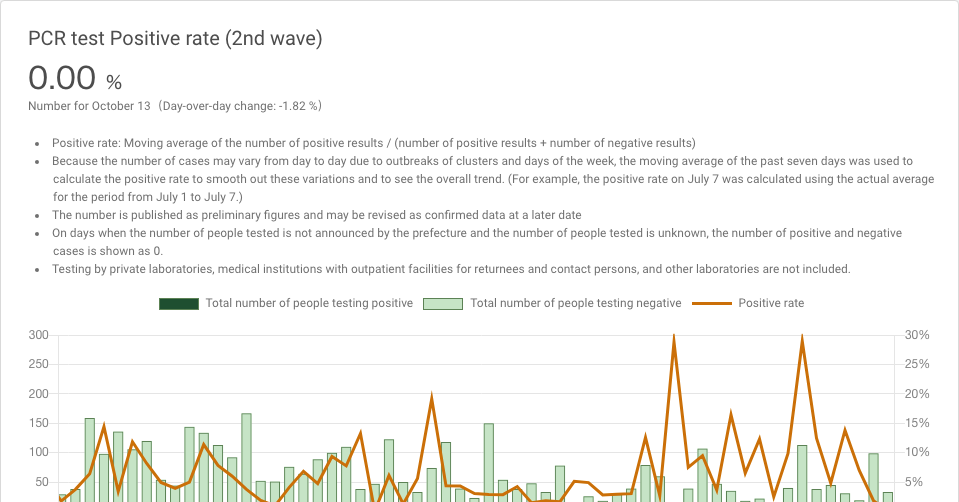 PCR test Positive rate (2nd wave)
0.00 %
Number for October 13 (Day-over-day change: -1.82 %)
• Positive rate: Moving average of the number of positive results / (number of positive results + number of negative results)
• Because the number of cases may vary from day to day due to outbreaks of clusters and days of the week, the moving average of the past seven days was used to
calculate the positive rate to smooth out these variations and to see the overall trend. (For example, the positive rate on July 7 was calculated using the actual average
for the period from July 1 to July 7.)
• The number is published as preliminary figures and may be revised as confirmed data at a later date
• On days when the number of people tested is not announced by the prefecture and the number of people tested is unknown, the number of positive and negative
cases is shown as 0.
• Testing by private laboratories, medical institutions with outpatient facilities for returnees and contact persons, and other laboratories are not included.
Total number of people testing positive Total number of people testing negative Positive rate
300 30%
250 25%
200 20%
150 15%
100 10%
50 5%